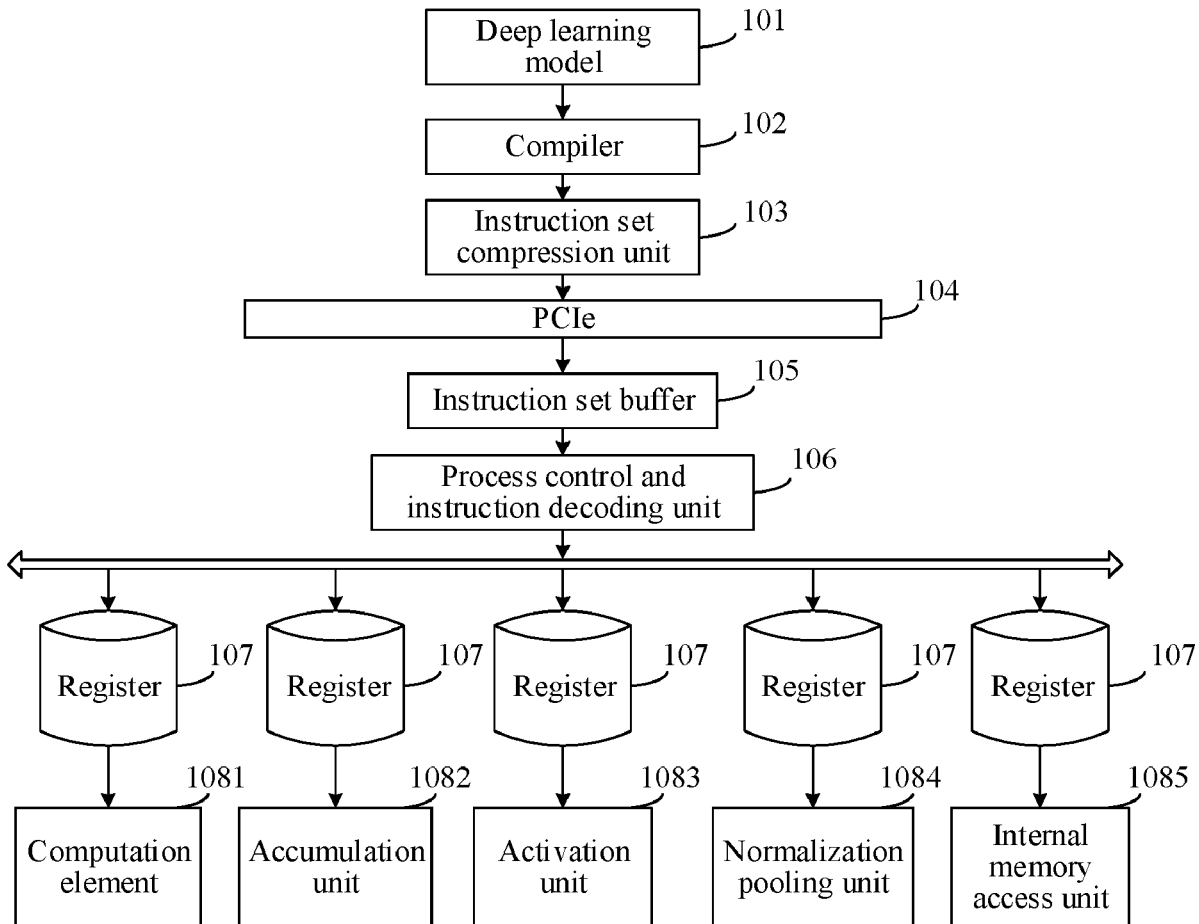 Deep learning
model
101
Compiler
102
Instruction set
compression unit
103
PCIe
104
Instruction set buffer
105
Process control and
instruction decoding unit
106
Register
107
Register
107
Register
107
Register
107
Register
107
1081
1082
1083
1084
1085
Computation
element
Accumulation
unit
Activation
unit
Normalization
pooling unit
Internal
memory
access unit